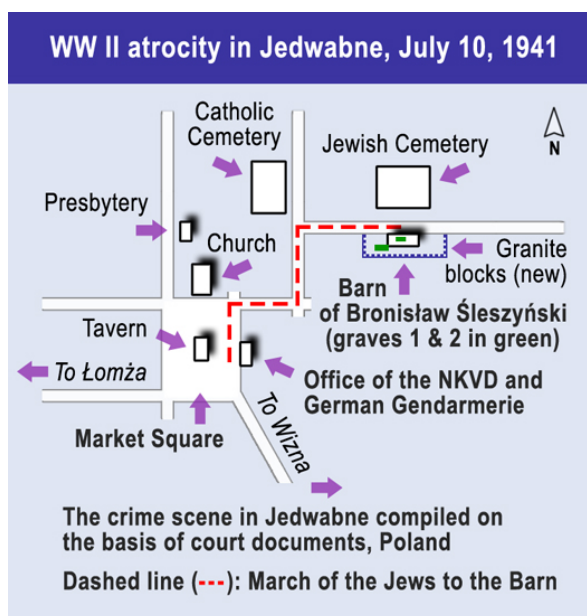 WW II atrocity in Jedwabne, July 10, 1941
Catholic
Cemetery
Jewish Cemetery
N
Presbytery
Church
Granite
blocks (new)
Barn
of Bronisław Śleszyński
(graves 1 & 2 in green)
Tavern
To Łomża
Office of the NKVD and
German Gendarmerie
Market Square
To Wizna
The crime scene in Jedwabne compiled on
the basis of court documents, Poland
Dashed line (---): March of the Jews to the Barn